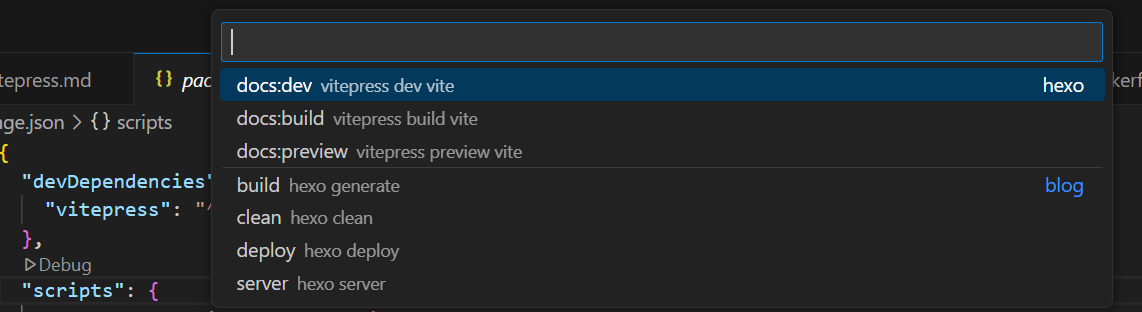 tepress.md {} pac
docs:dev vitepress dev vite hexo
docs:build vitepress build vite
docs:preview vitepress preview vite
build hexo generate blog
clean hexo clean
deploy hexo deploy
server hexo server
kerf
age.json > {} scripts
{
"devDependencies"
"vitepress": "^
},
Debug
"scripts": {